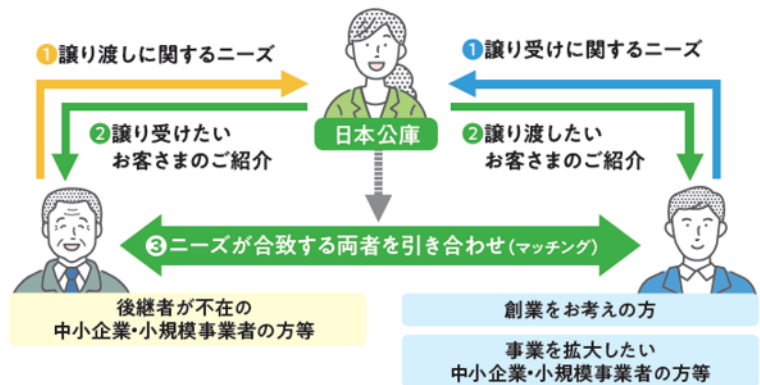 ❶譲り渡しに関するニーズ
❶譲り受けに関するニーズ
日本公庫
❷譲り受けたい
お客さまのご紹介
❷譲り渡したい
お客さまのご紹介
❸ニーズが合致する両者を引き合わせ（マッチング）
後継者が不在の
中小企業・小規模事業者の方等
創業をお考えの方
事業を拡大したい
中小企業・小規模事業者の方等